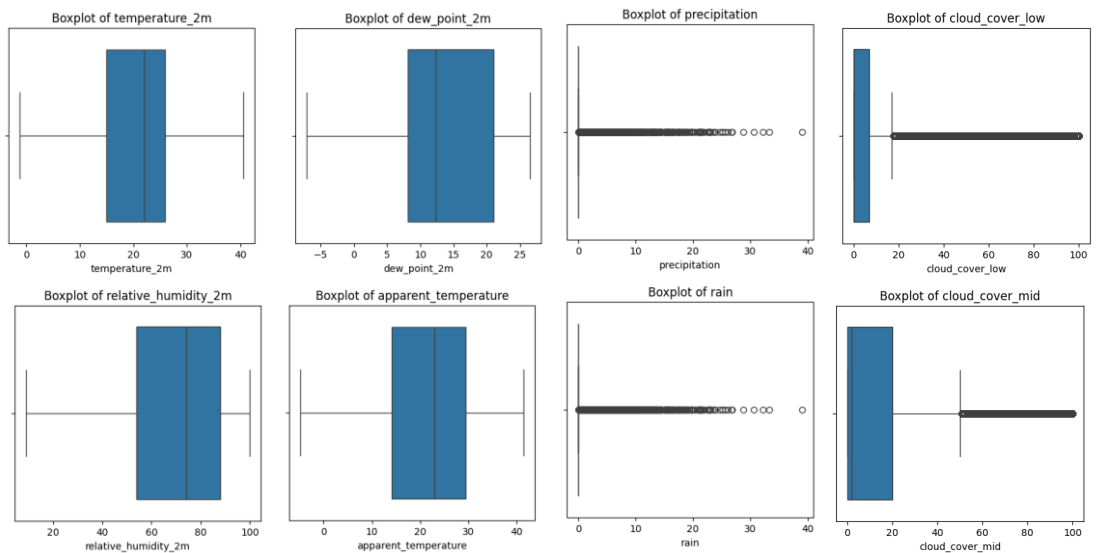 Boxplot of temperature_2m
0 10 20 30 40
temperature_2m
Boxplot of dew_point_2m
−5 0 5 10 15 20 25
dew_point_2m
Boxplot of precipitation
0 10 20 30 40
precipitation
Boxplot of cloud_cover_low
0 20 40 60 80 100
cloud_cover_low
Boxplot of relative_humidity_2m
20 40 60 80 100
relative_humidity_2m
Boxplot of apparent_temperature
0 10 20 30 40
apparent_temperature
Boxplot of rain
0 10 20 30 40
rain
Boxplot of cloud_cover_mid
0 20 40 60 80 100
cloud_cover_mid